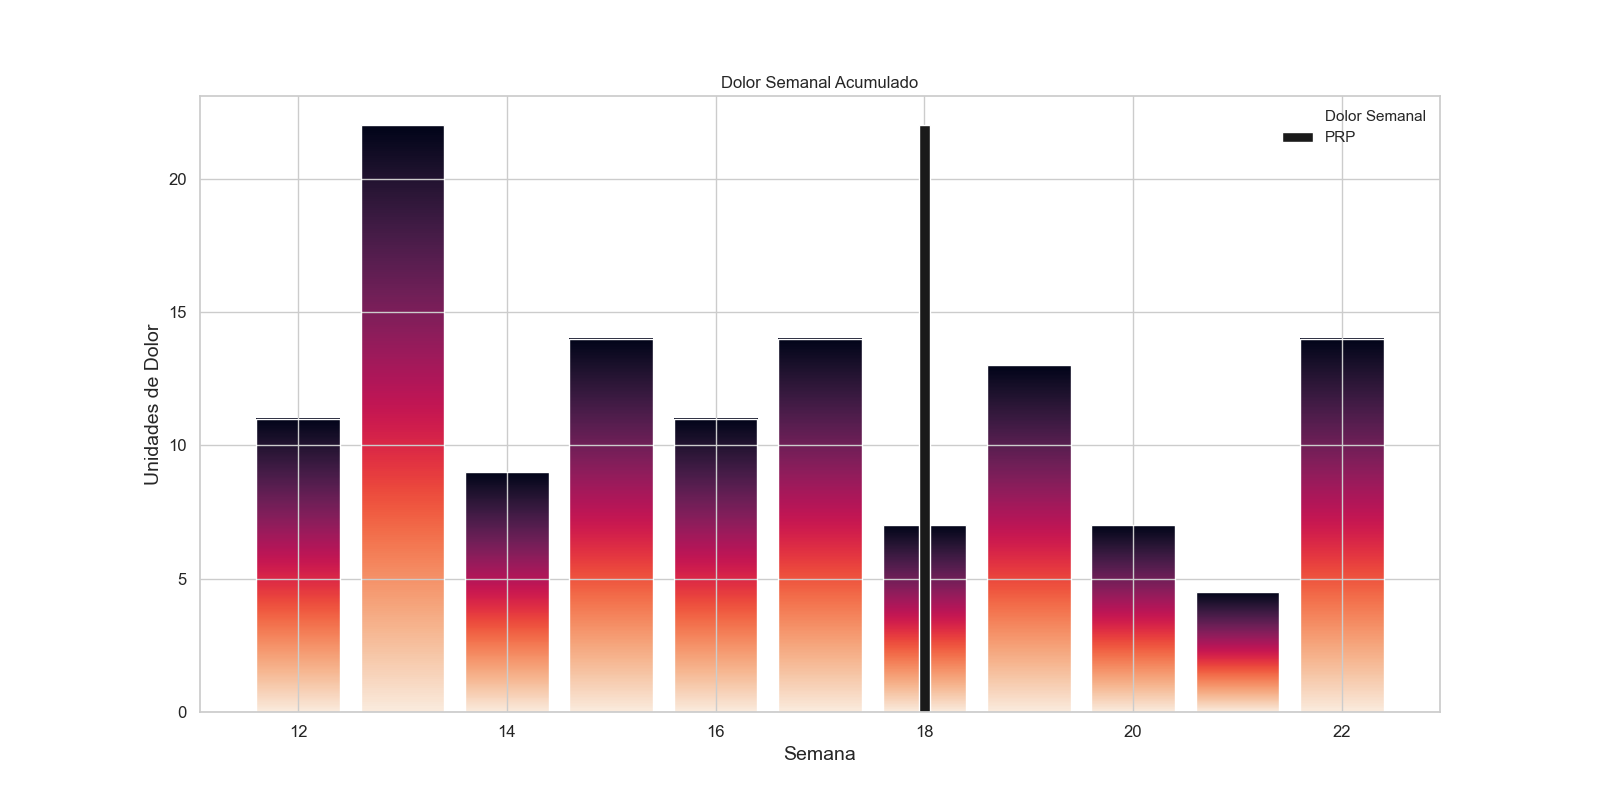 Dolor Semanal Acumulado
Dolor Semanal
PRP
Unidades de Dolor
20
15
10
5
0
12 14 16 18 20 22
Semana